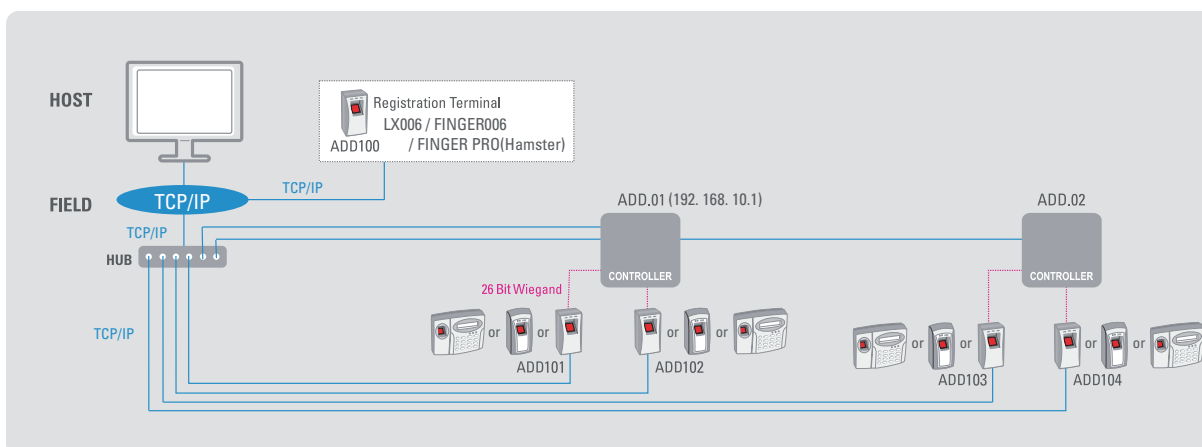 HOST
Registration Terminal
LX006 / FINGER006
ADD100
/ FINGER PRO(Hamster)
FIELD
TCP/IP
TCP/IP
ADD.01 (192. 168. 10.1)
ADD.02
TCP/IP
HUB
CONTROLLER
CONTROLLER
26 Bit Wiegand
TCP/IP
or
or
or
or
or
or
or
or
ADD101
ADD102
ADD103
ADD104